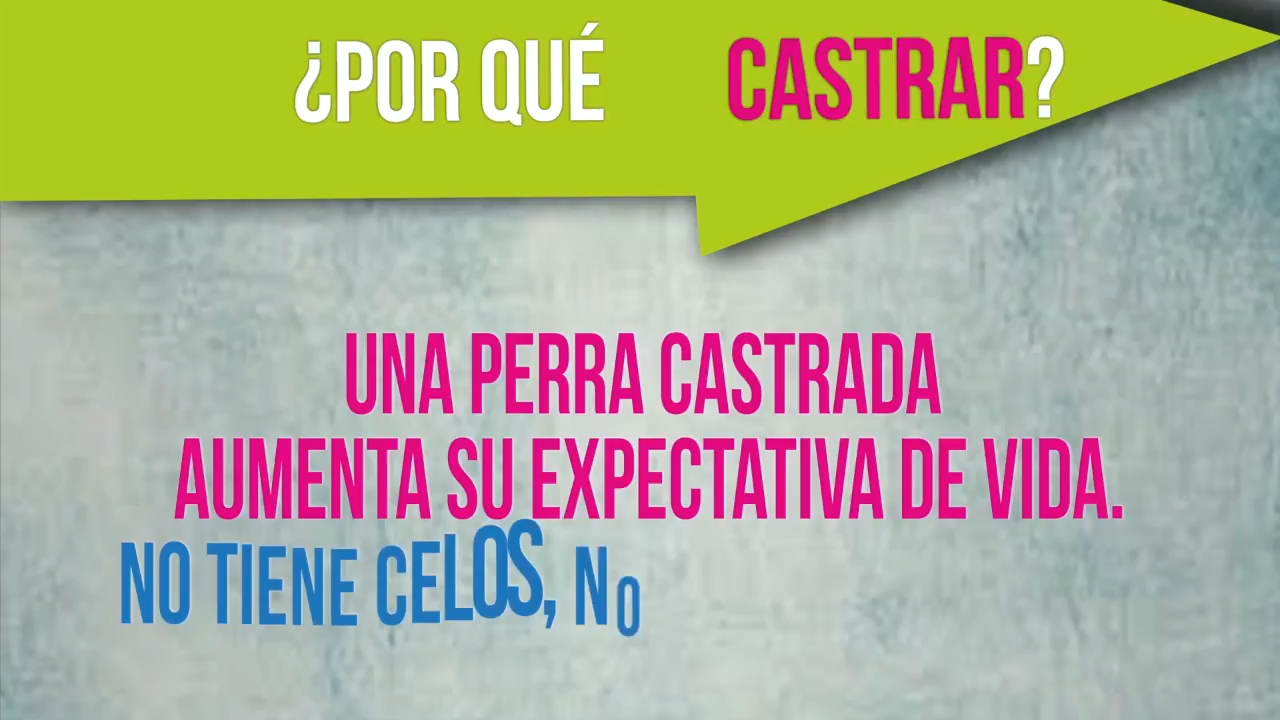 ¿POR QUÉ CASTRAR?
UNA PERRA CASTRADA
AUMENTA SU EXPECTATIVA DE VIDA.
NO TIENE CELOS, NO